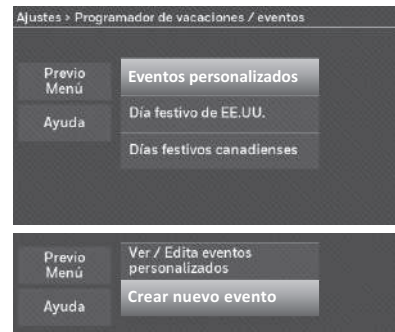 Ajustes > Programador de vacaciones / eventos
Previo
Menú
Ayuda
Eventos personalizados
Día festivo de EE.UU.
Días festivos canadienses
Previo
Menú
Ayuda
Ver / Edita eventos
personalizados
Crear nuevo evento